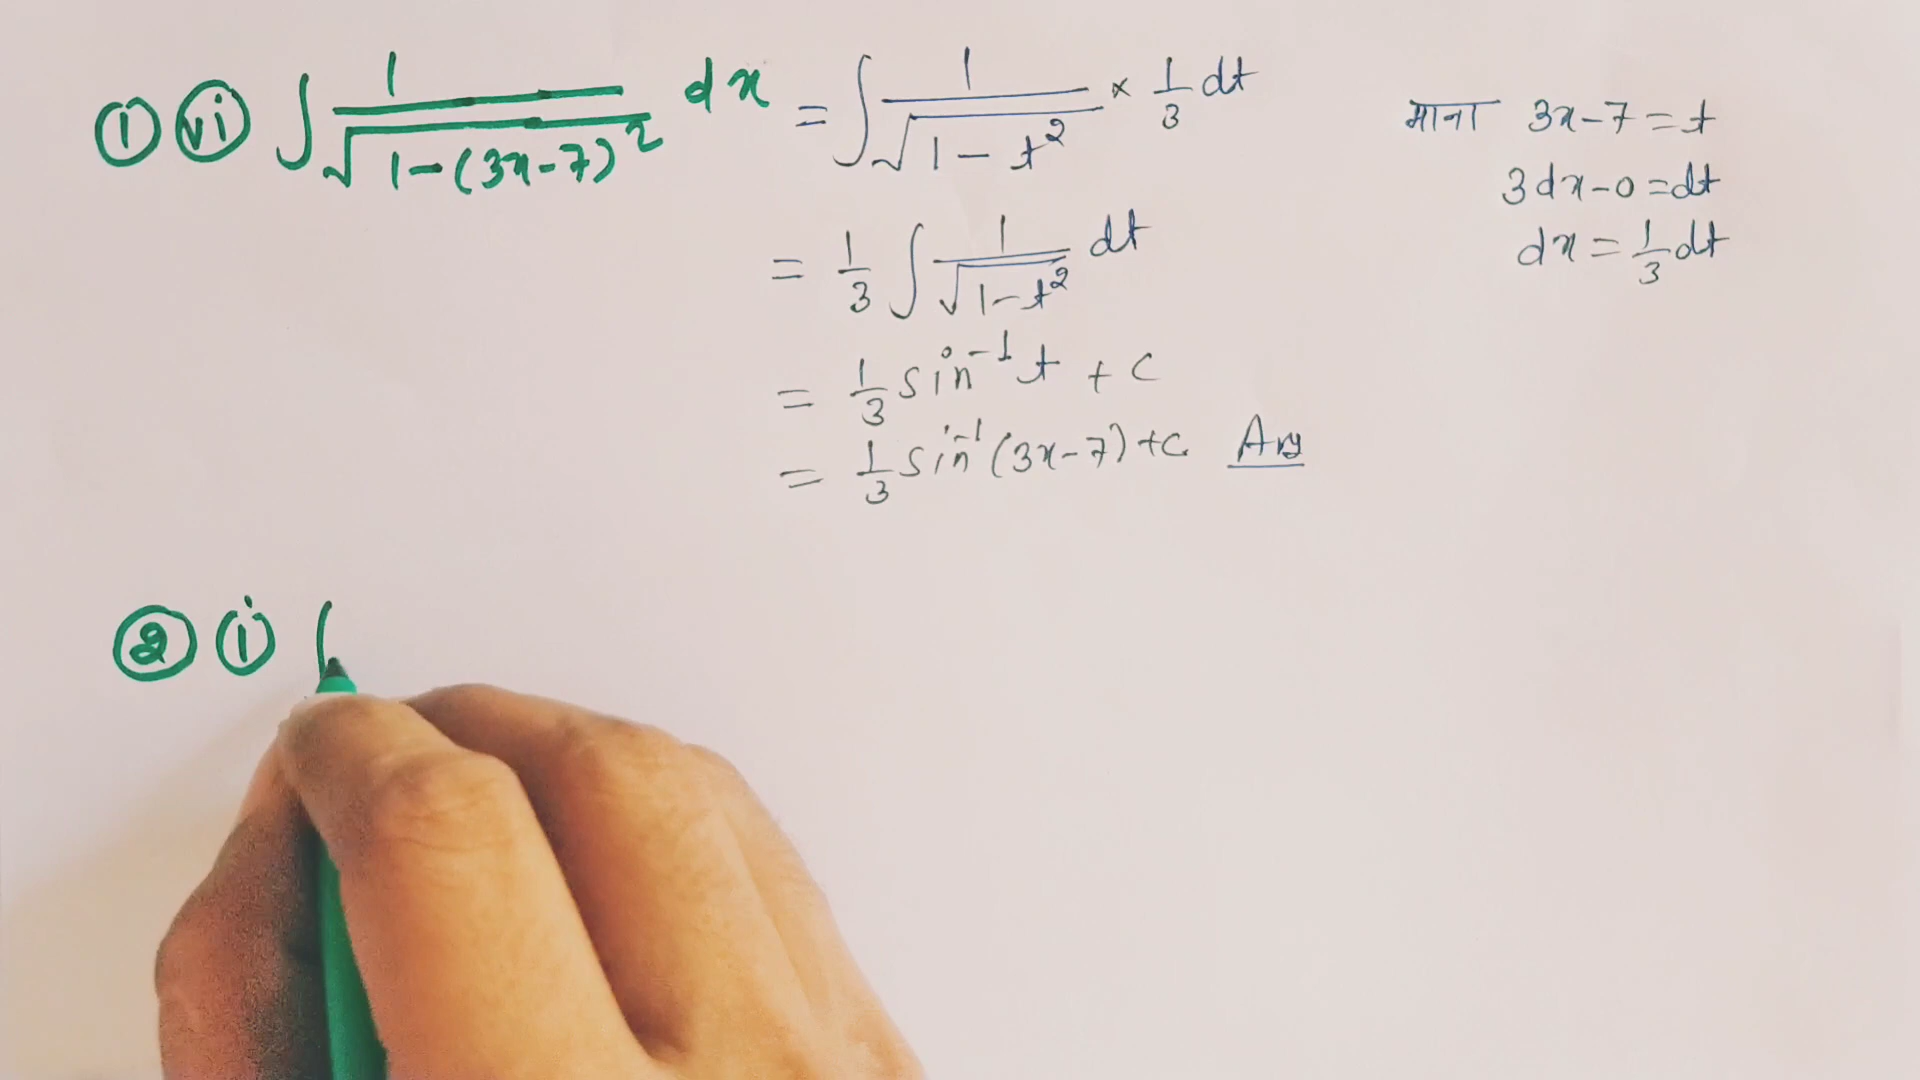 ① ⓥⓘ ∫ 1/√(1-(3x-7)²) dx = ∫ 1/√(1-t²) × 1/3 dt
माना 3x-7=t
3dx-0=dt
dx=1/3 dt
= 1/3 ∫ 1/√(1-t²) dt
= 1/3 sin⁻¹ t + c
= 1/3 sin⁻¹(3x-7)+c Ans
② ⓘ ∫